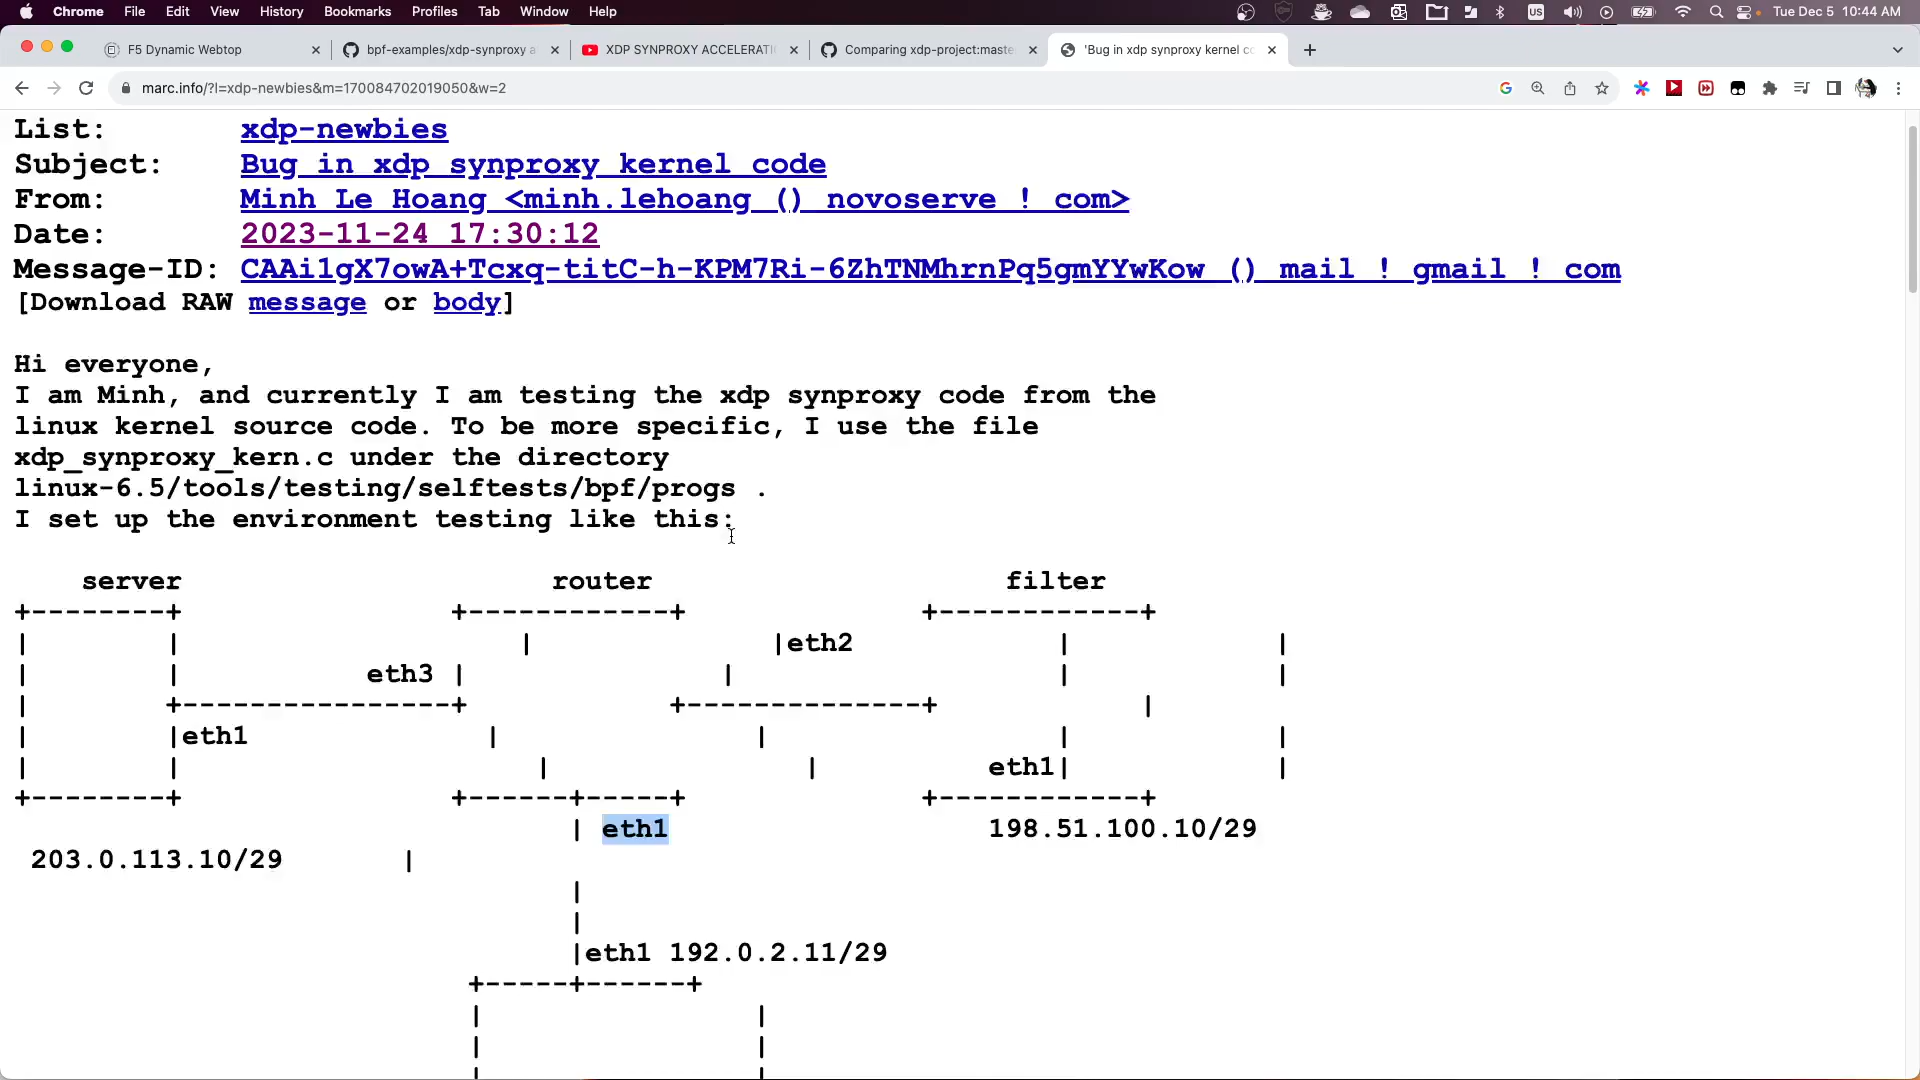 Chrome File Edit View History Bookmarks Profiles Tab Window Help US Tue Dec 5 10:44 AM
F5 Dynamic Webtop bpf-examples/xdp-synproxy a XDP SYNPROXY ACCELERATI Comparing xdp-project:maste 'Bug in xdp synproxy kernel co
marc.info/?l=xdp-newbies&m=170084702019050&w=2
List: xdp-newbies
Subject: Bug in xdp synproxy kernel code
From: Minh Le Hoang <minh.lehoang () novoserve ! com>
Date: 2023-11-24 17:30:12
Message-ID: CAAi1gX7owA+Tcxq-titC-h-KPM7Ri-6ZhTNMhrnPq5gmYYwKow () mail ! gmail ! com
[Download RAW message or body]
Hi everyone,
I am Minh, and currently I am testing the xdp synproxy code from the
linux kernel source code. To be more specific, I use the file
xdp_synproxy_kern.c under the directory
linux-6.5/tools/testing/selftests/bpf/progs .
I set up the environment testing like this:
server router filter
+--------+ +------------+ +------------+
| | | |eth2 | |
| | eth3 | | | |
| +----------------+ +--------------+ |
| |eth1 | | | |
| | | | eth1| |
+--------+ +------+-----+ +------------+
| eth1 198.51.100.10/29
203.0.113.10/29 |
|
|
|eth1 192.0.2.11/29
+-----+------+
| |
| |
| |